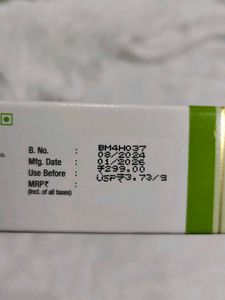 B. No. : BM4H037
Mfg. Date : 08/2024
Use Before : 01/2026
MRP₹ : ₹299.00
(Incl. of all taxes) USP₹3.73/g